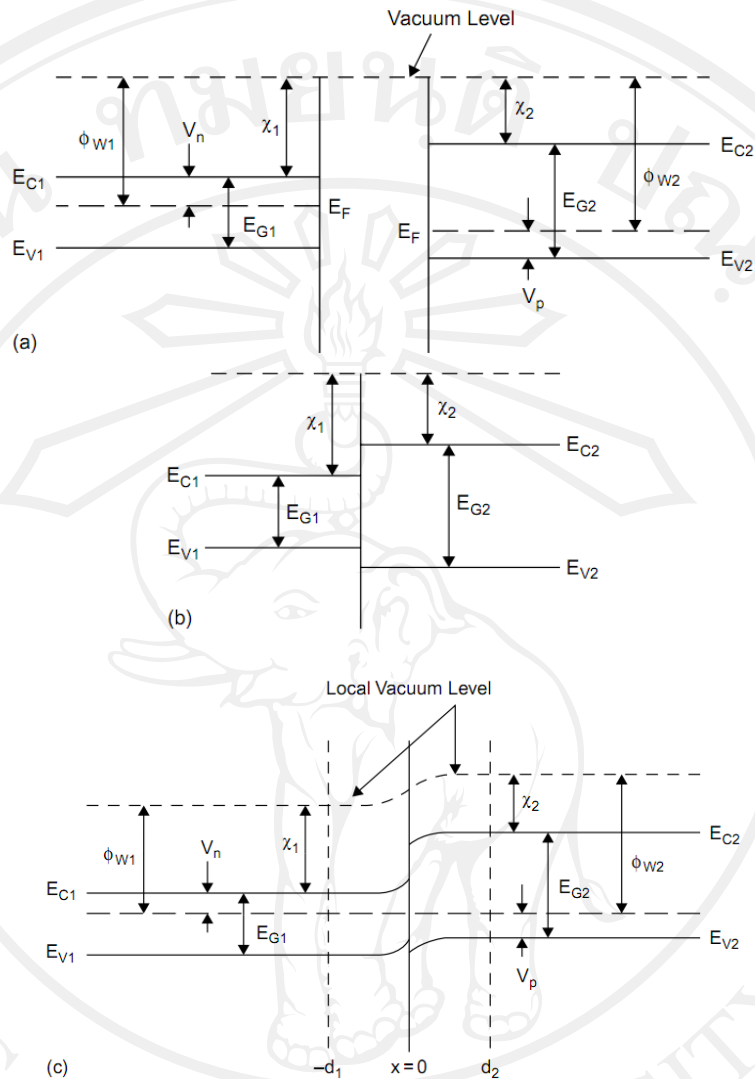 Vacuum Level
ϕW1
Vn
χ1
χ2
EC1
EG1
EF
EV1
EC2
EG2
ϕW2
EF
EV2
Vp
(a)
χ1
χ2
EC1
EC2
EG1
EG2
EV1
EV2
(b)
Local Vacuum Level
ϕW1
Vn
χ1
χ2
EC1
EG1
EV1
EC2
EG2
ϕW2
EV2
Vp
(c)
–d1
x = 0
d2